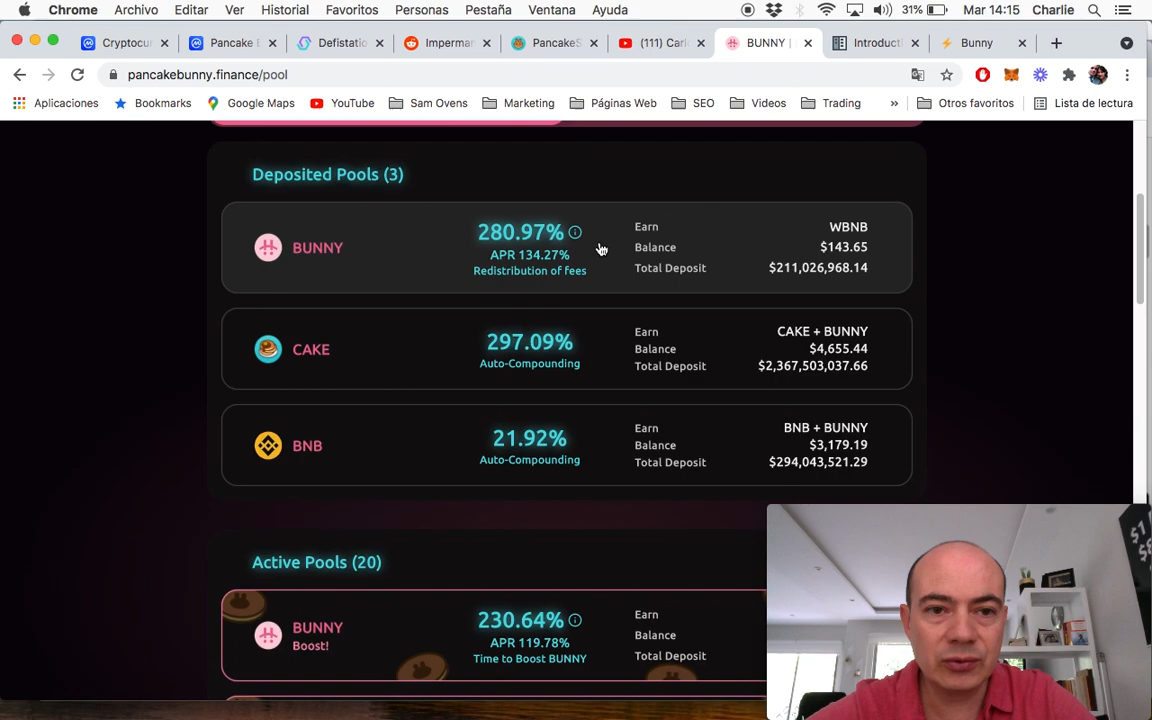 Chrome Archivo Editar Ver Historial Favoritos Personas Pestaña Ventana Ayuda 31% Mar 14:15 Charlie
Cryptocur Pancake E Defistatio Imperman PancakeS (111) Carl BUNNY | Introducti Bunny
pancakebunny.finance/pool
Aplicaciones Bookmarks Google Maps YouTube Sam Ovens Marketing Páginas Web SEO Videos Trading » Otros favoritos Lista de lectura
Deposited Pools (3)
BUNNY
280.97%
APR 134.27%
Redistribution of fees
Earn WBNB
Balance $143.65
Total Deposit $211,026,968.14
CAKE
297.09%
Auto-Compounding
Earn CAKE + BUNNY
Balance $4,655.44
Total Deposit $2,367,503,037.66
BNB
21.92%
Auto-Compounding
Earn BNB + BUNNY
Balance $3,179.19
Total Deposit $294,043,521.29
Active Pools (20)
BUNNY
Boost!
230.64%
APR 119.78%
Time to Boost BUNNY
Earn
Balance
Total Deposit